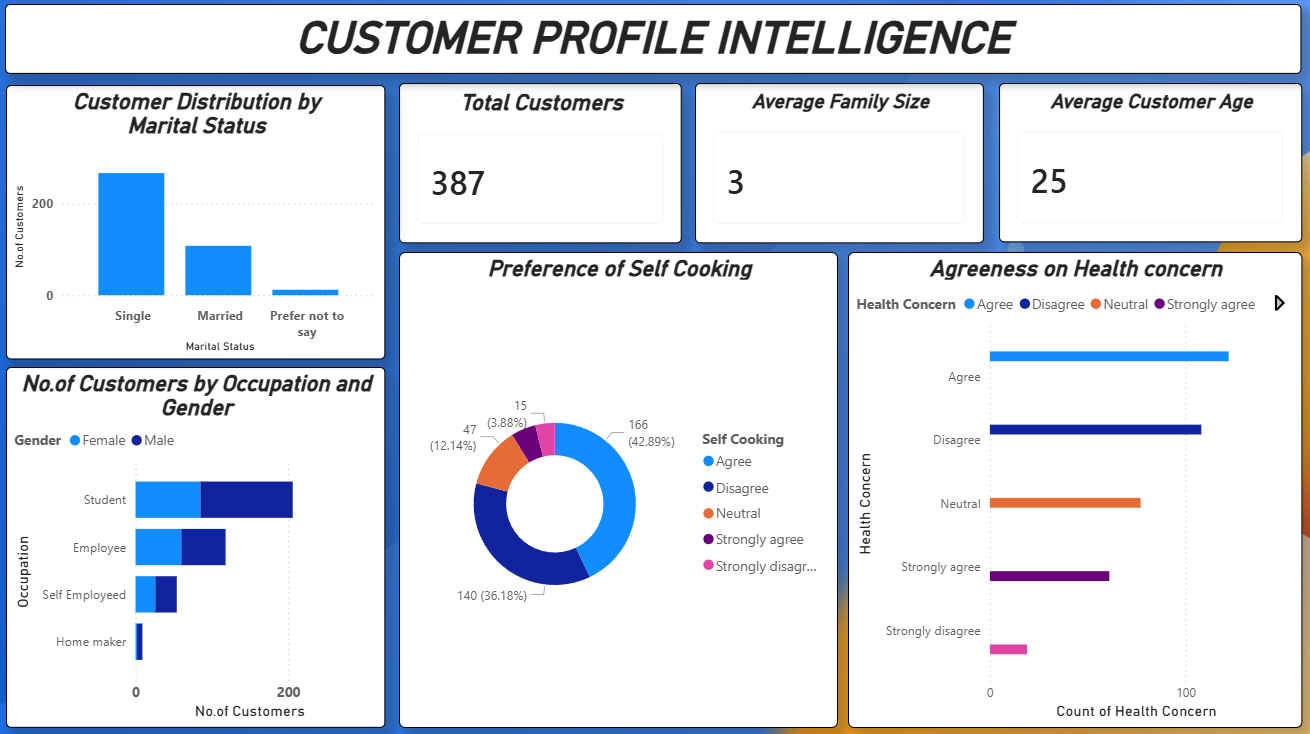 CUSTOMER PROFILE INTELLIGENCE
Customer Distribution by
Marital Status
No.of Customers
200
0
Single
Married
Prefer not to
say
Marital Status
Total Customers
387
Average Family Size
3
Average Customer Age
25
No.of Customers by Occupation and
Gender
Gender Female Male
Occupation
Student
Employee
Self Employeed
Home maker
0 200
No.of Customers
Preference of Self Cooking
15
(3.88%)
47
(12.14%)
166
(42.89%)
140 (36.18%)
Self Cooking
Agree
Disagree
Neutral
Strongly agree
Strongly disagr...
Agreeness on Health concern
Health Concern Agree Disagree Neutral Strongly agree
Health Concern
Agree
Disagree
Neutral
Strongly agree
Strongly disagree
0 100
Count of Health Concern